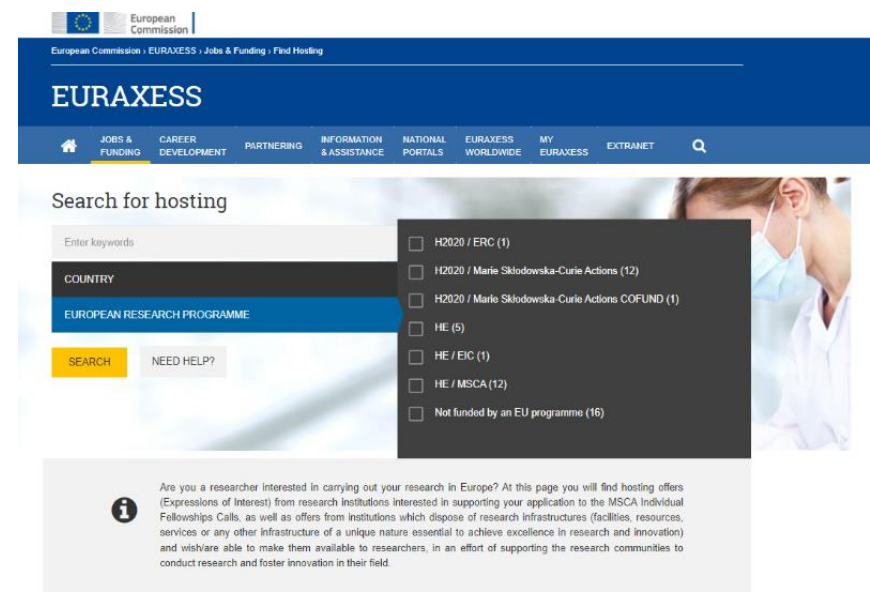 European
Commission
European Commission › EURAXESS › Jobs & Funding › Find Hosting
EURAXESS
JOBS &
FUNDING
CAREER
DEVELOPMENT
PARTNERING
INFORMATION
& ASSISTANCE
NATIONAL
PORTALS
EURAXESS
WORLDWIDE
MY
EURAXESS
EXTRANET
Search for hosting
Enter keywords
COUNTRY
EUROPEAN RESEARCH PROGRAMME
SEARCH
NEED HELP?
H2020 / ERC (1)
H2020 / Marie Skłodowska-Curie Actions (12)
H2020 / Marie Skłodowska-Curie Actions COFUND (1)
HE (5)
HE / EIC (1)
HE / MSCA (12)
Not funded by an EU programme (16)
Are you a researcher interested in carrying out your research in Europe? At this page you will find hosting offers
(Expressions of Interest) from research institutions interested in supporting your application to the MSCA Individual
Fellowships Calls, as well as offers from institutions which dispose of research infrastructures (facilities, resources,
services or any other infrastructure of a unique nature essential to achieve excellence in research and innovation)
and wish/are able to make them available to researchers, in an effort of supporting the research communities to
conduct research and foster innovation in their field.